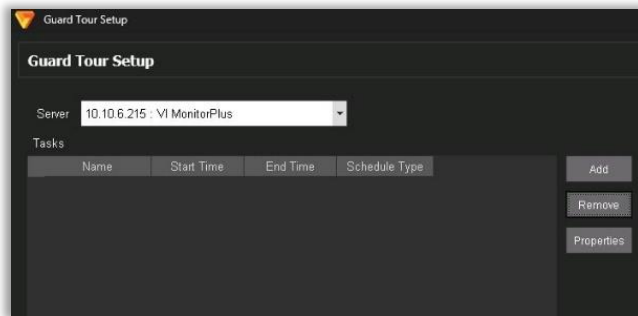 Guard Tour Setup
Guard Tour Setup
Server 10.10.6.215 : VI MonitorPlus
Tasks
Name Start Time End Time Schedule Type
Add
Remove
Properties